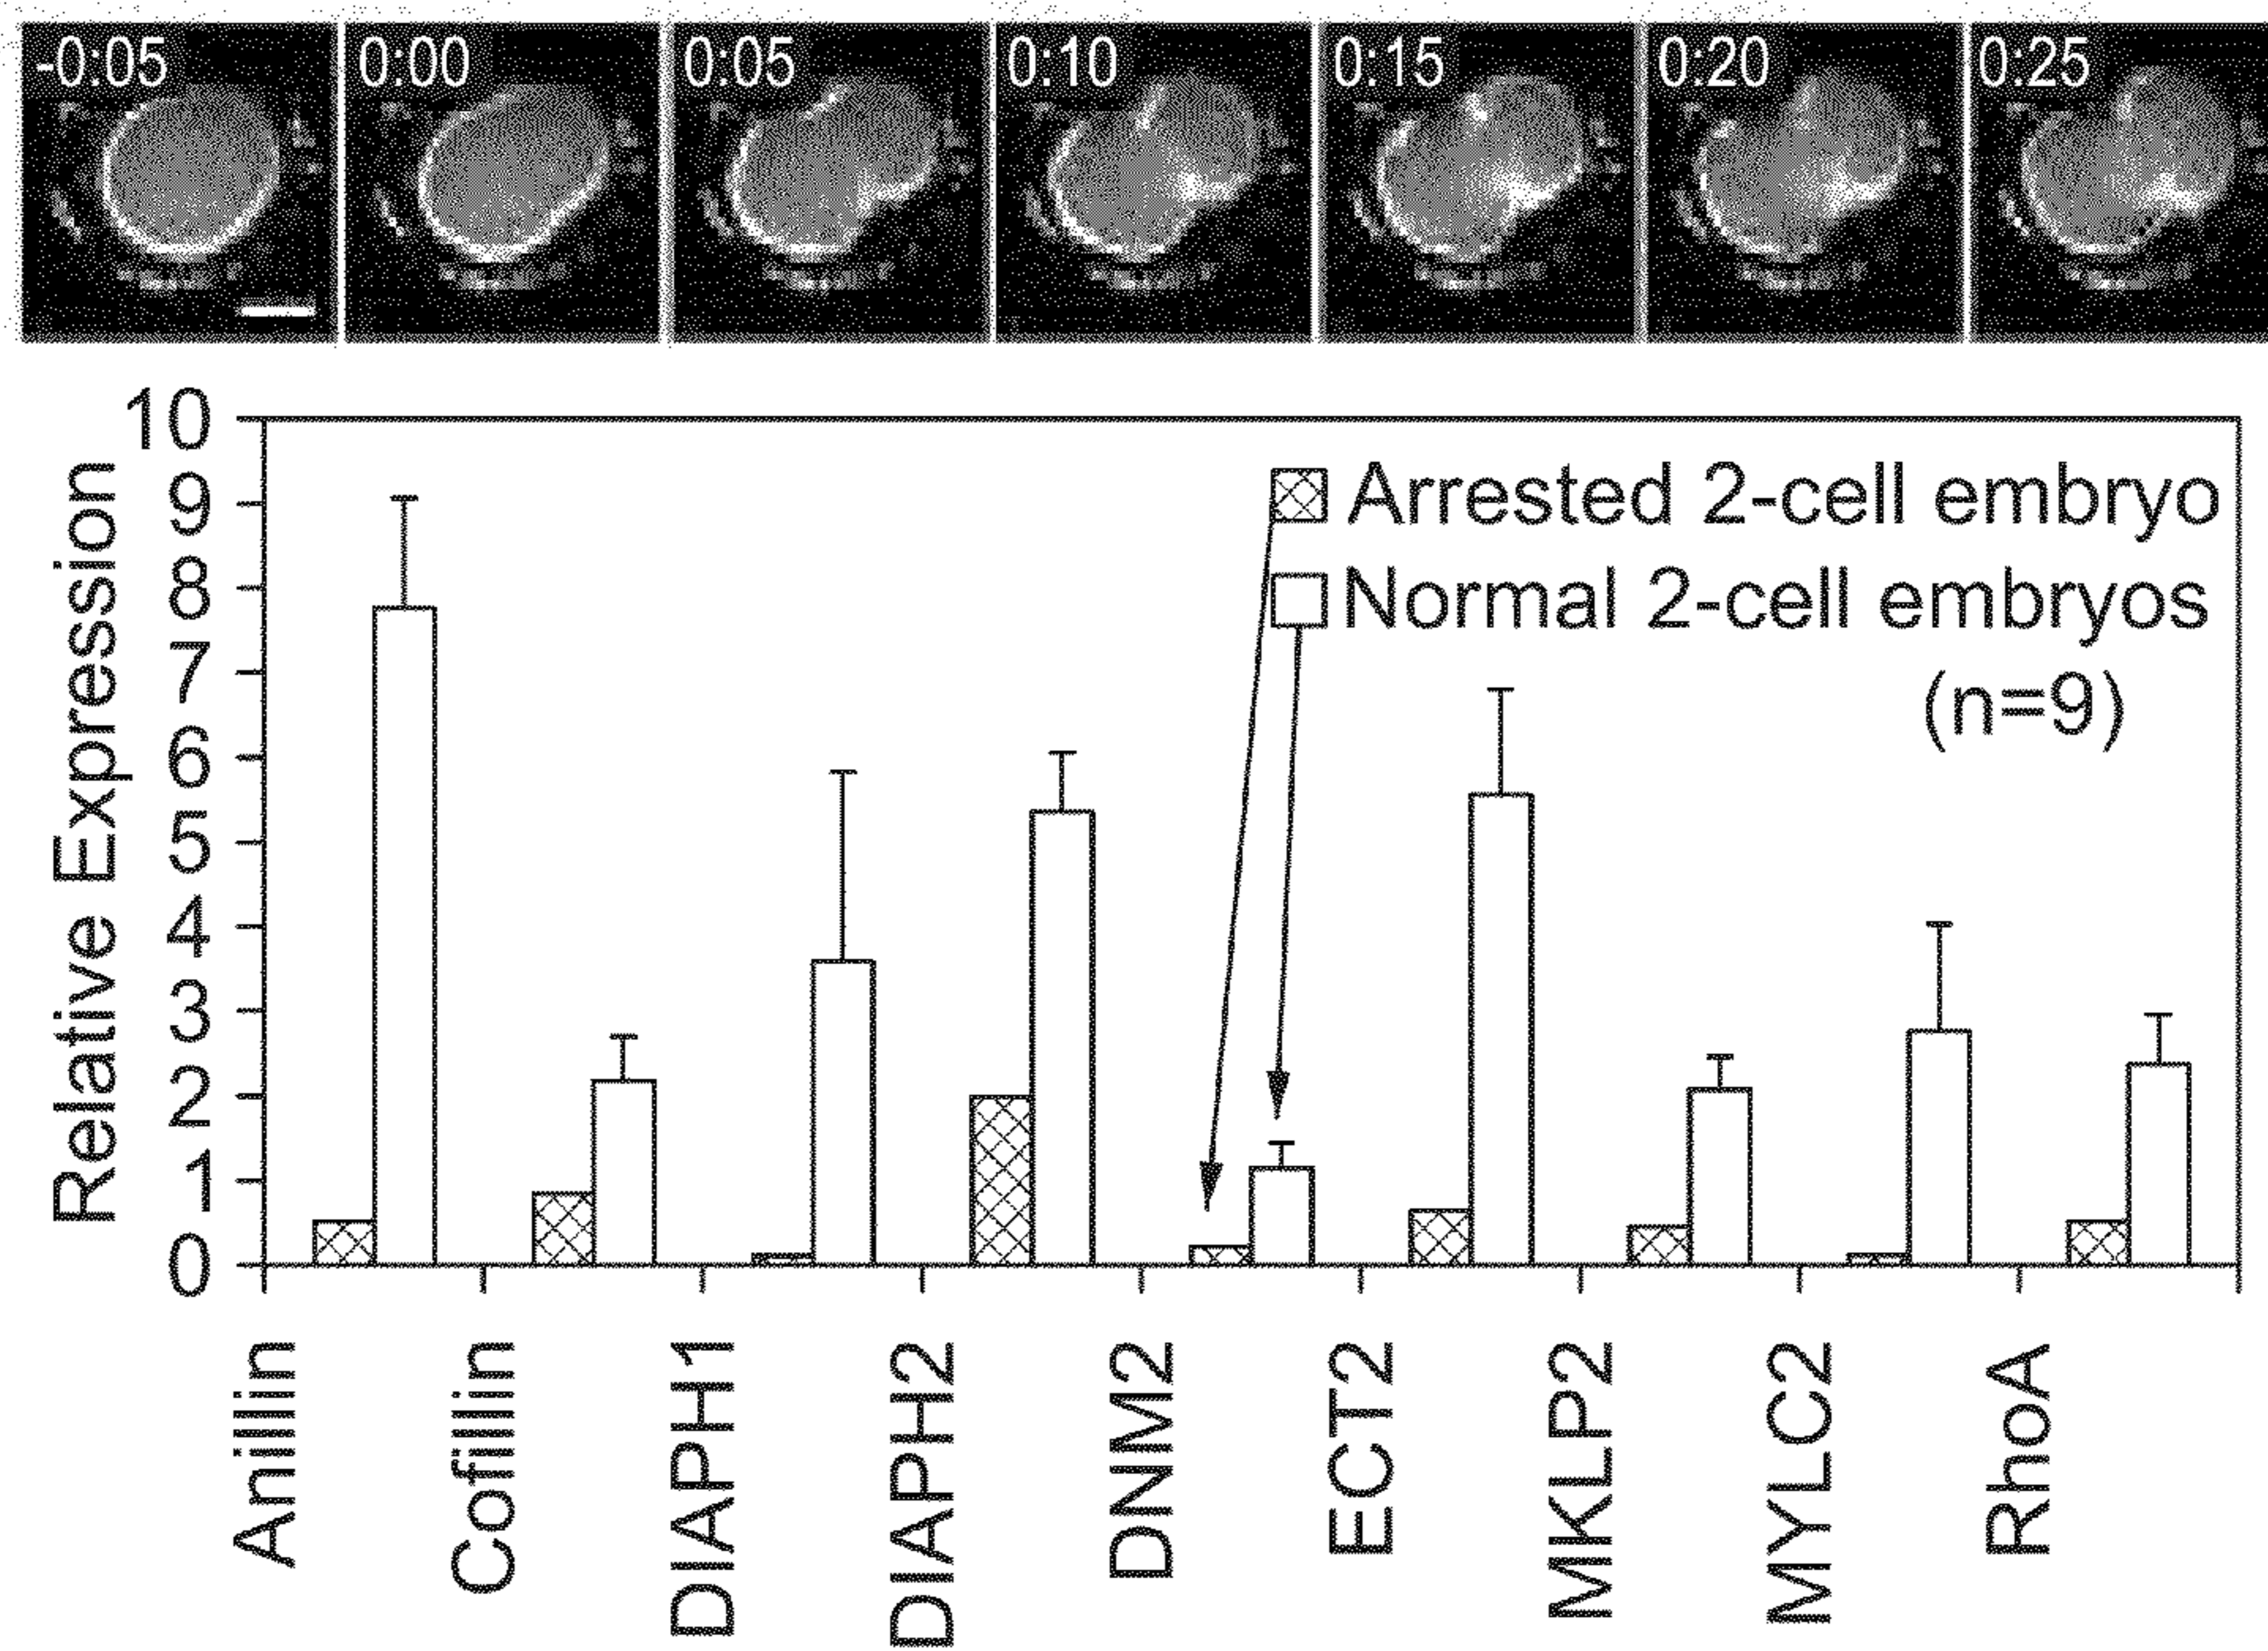 -0:05 0:00 0:05 0:10 0:15 0:20 0:25
Relative Expression
10
9
8
7
6
5
4
3
2
1
0
Arrested 2-cell embryo
Normal 2-cell embryos
(n=9)
Anillin
Cofillin
DIAPH1
DIAPH2
DNM2
ECT2
MKLP2
MYLC2
RhoA